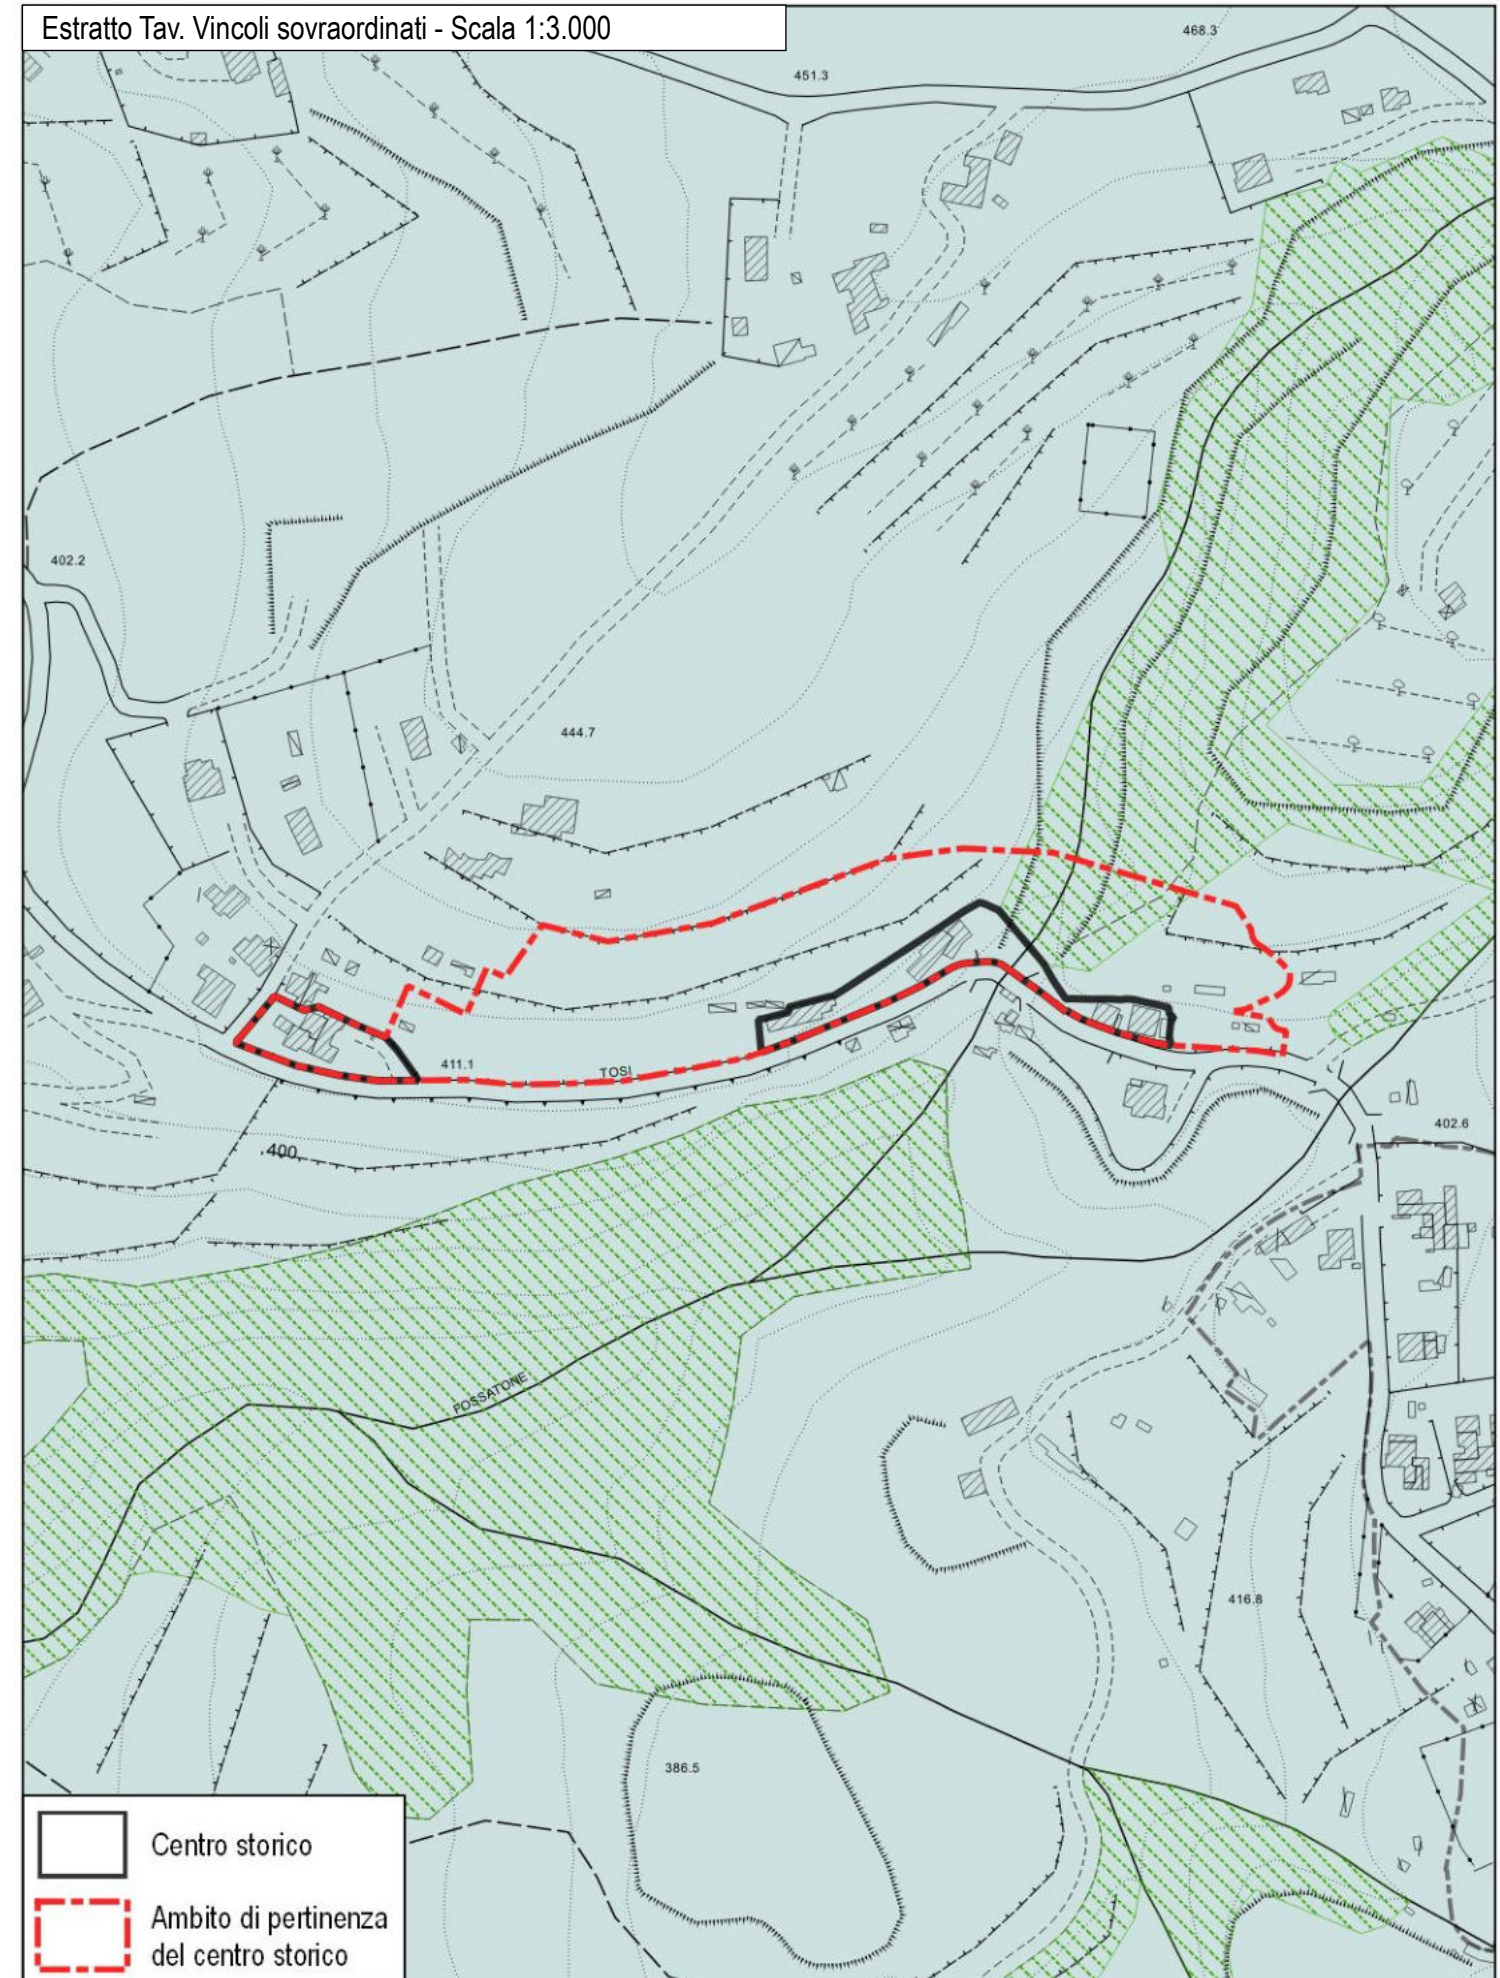 Estratto Tav. Vincoli sovraordinati - Scala 1:3.000
468.3
451.3
402.2
444.7
411.1
TOSI
402.6
400
FOSSATONE
416.8
386.5
Centro storico
Ambito di pertinenza
del centro storico